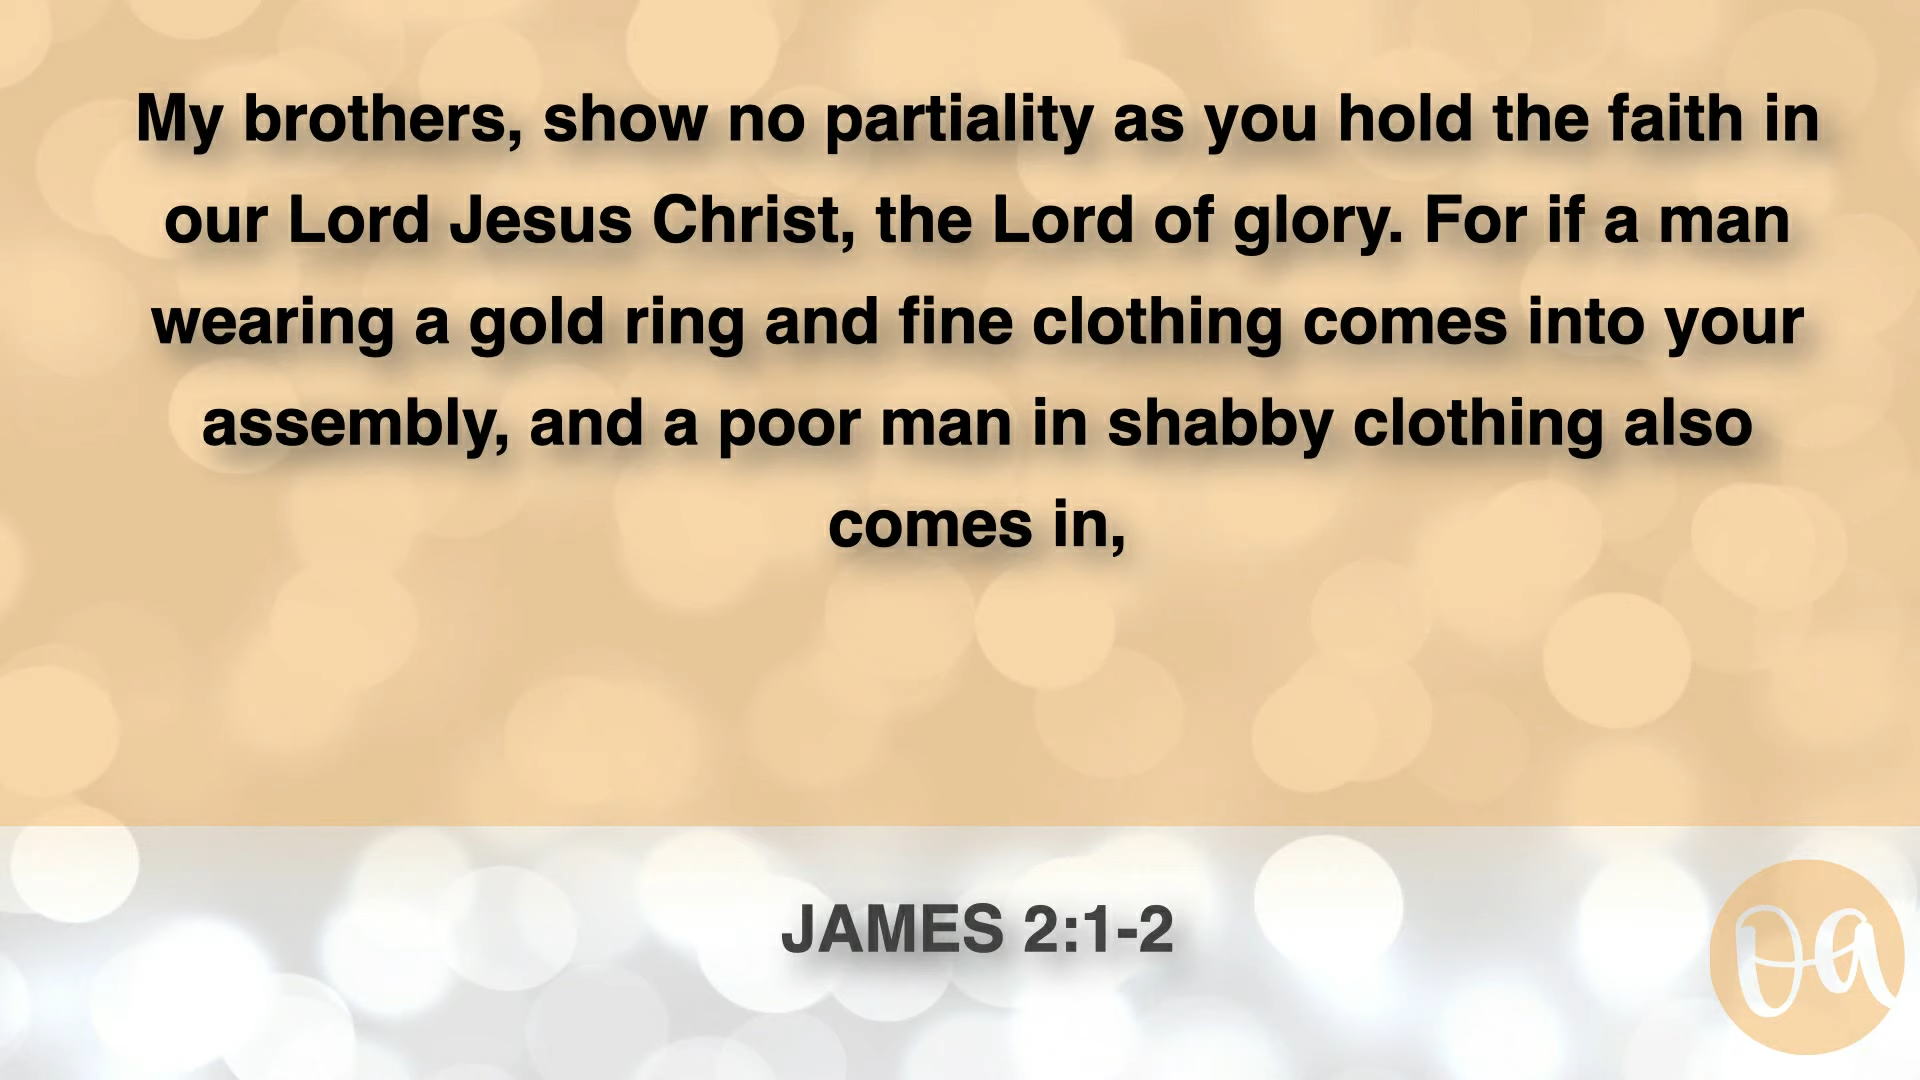 My brothers, show no partiality as you hold the faith in
our Lord Jesus Christ, the Lord of glory. For if a man
wearing a gold ring and fine clothing comes into your
assembly, and a poor man in shabby clothing also
comes in,
JAMES 2:1-2